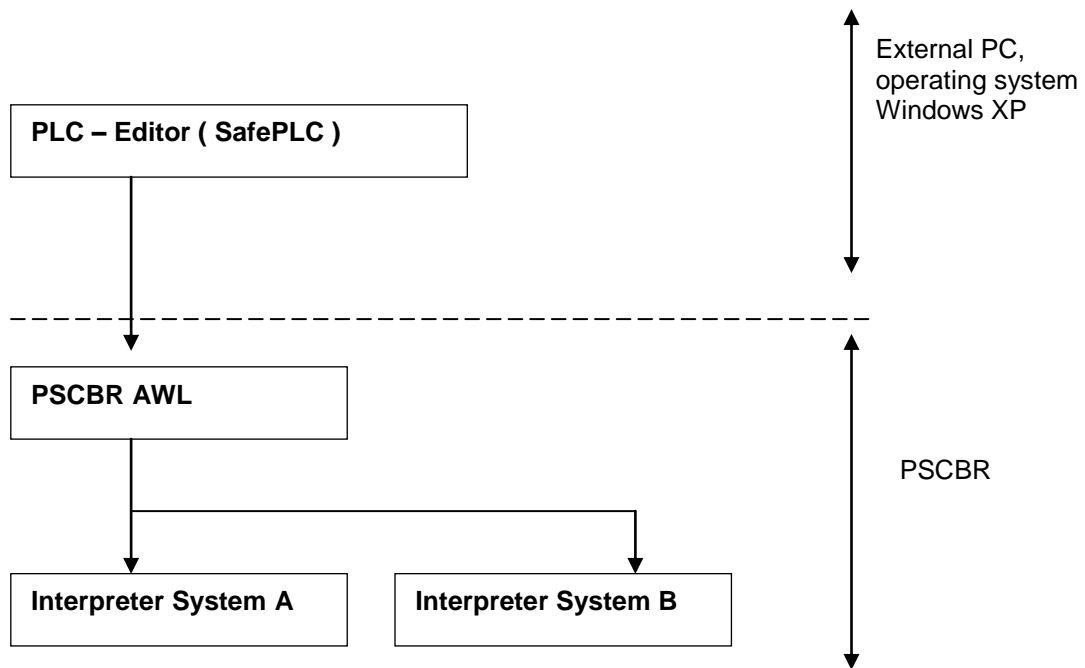 External PC,
operating system
Windows XP
PLC – Editor ( SafePLC )
PSCBR AWL
PSCBR
Interpreter System A
Interpreter System B